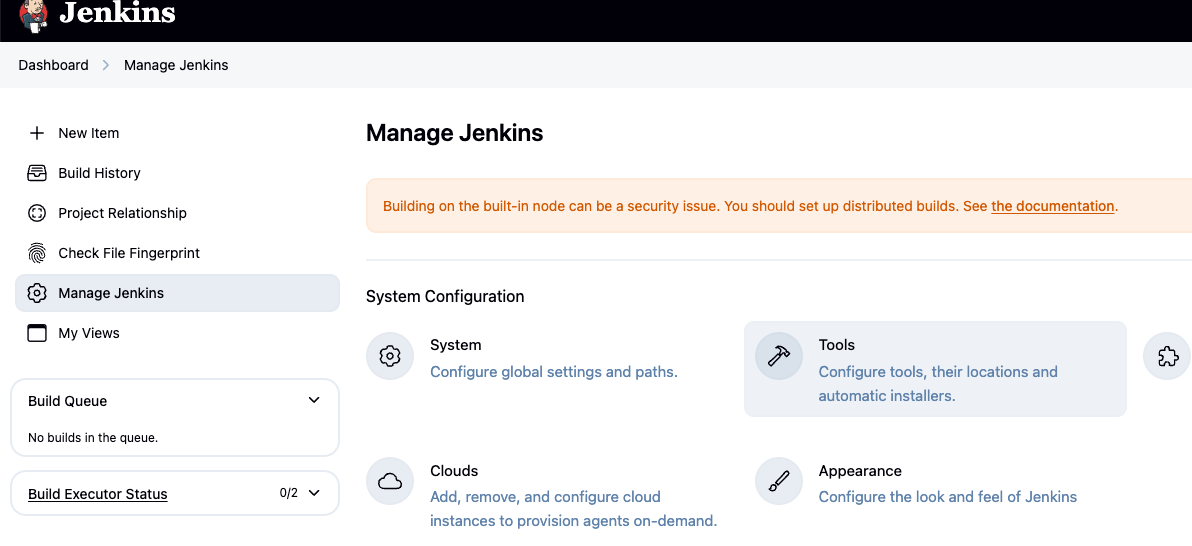 Jenkins
Dashboard
Manage Jenkins
New Item
Build History
Project Relationship
Check File Fingerprint
Manage Jenkins
My Views
Build Queue
No builds in the queue.
Build Executor Status
0/2
Manage Jenkins
Building on the built-in node can be a security issue. You should set up distributed builds. See the documentation.
System Configuration
System
Configure global settings and paths.
Tools
Configure tools, their locations and
automatic installers.
Clouds
Add, remove, and configure cloud
instances to provision agents on-demand.
Appearance
Configure the look and feel of Jenkins